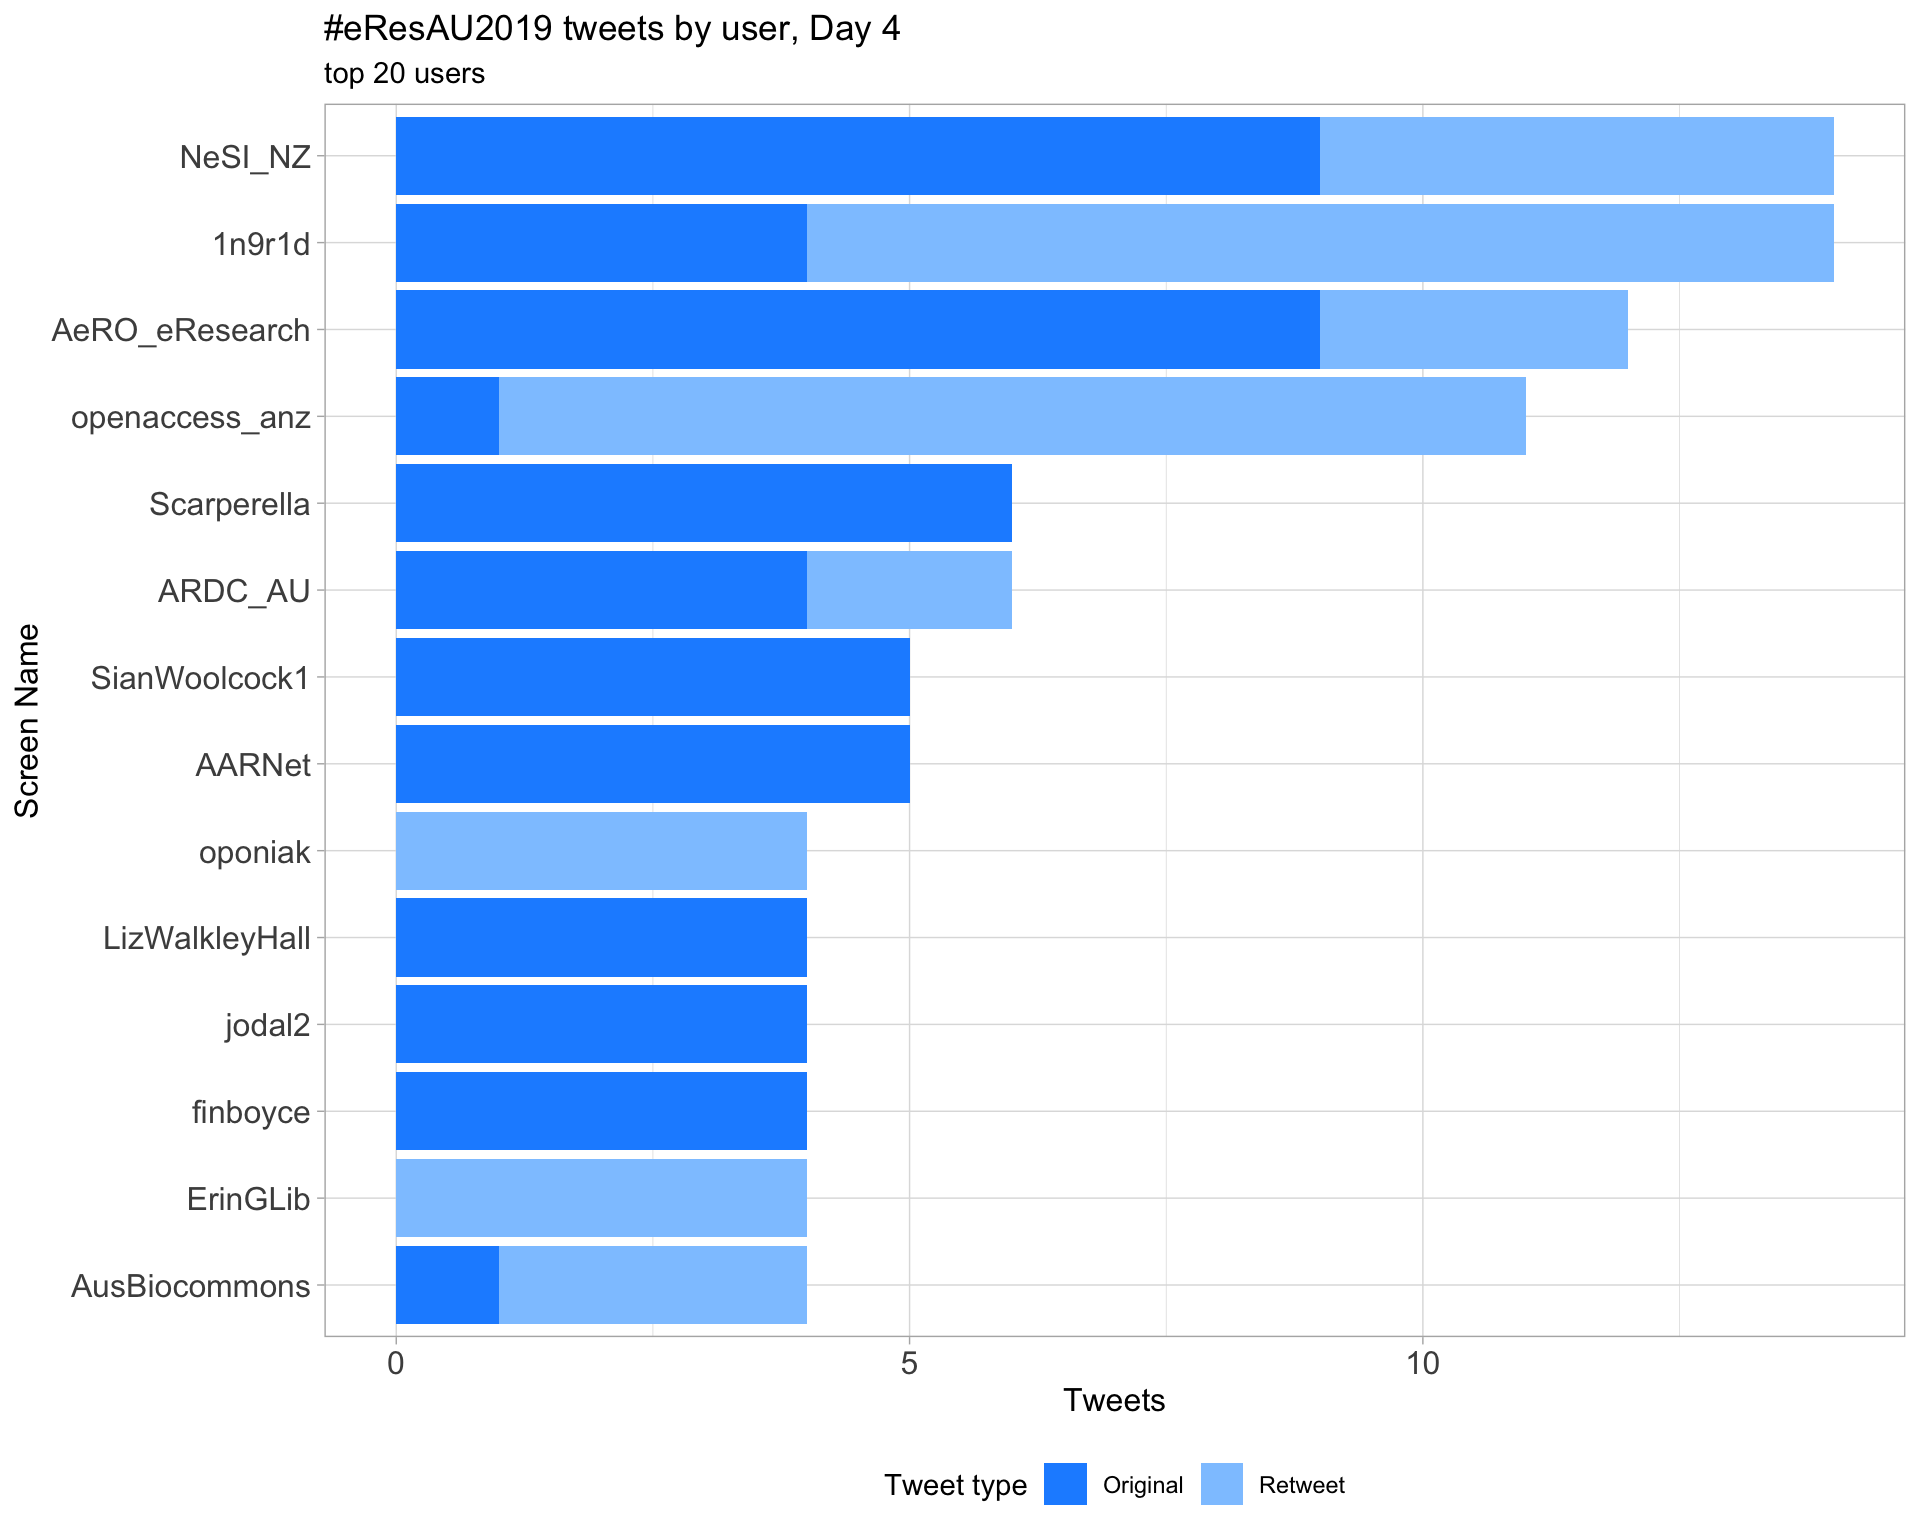 #eResAU2019 tweets by user, Day 4
top 20 users
Screen Name
NeSI_NZ
1n9r1d
AeRO_eResearch
openaccess_anz
Scarperella
ARDC_AU
SianWoolcock1
AARNet
oponiak
LizWalkleyHall
jodal2
finboyce
ErinGLib
AusBiocommons
0 5 10
Tweets
Tweet type Original Retweet